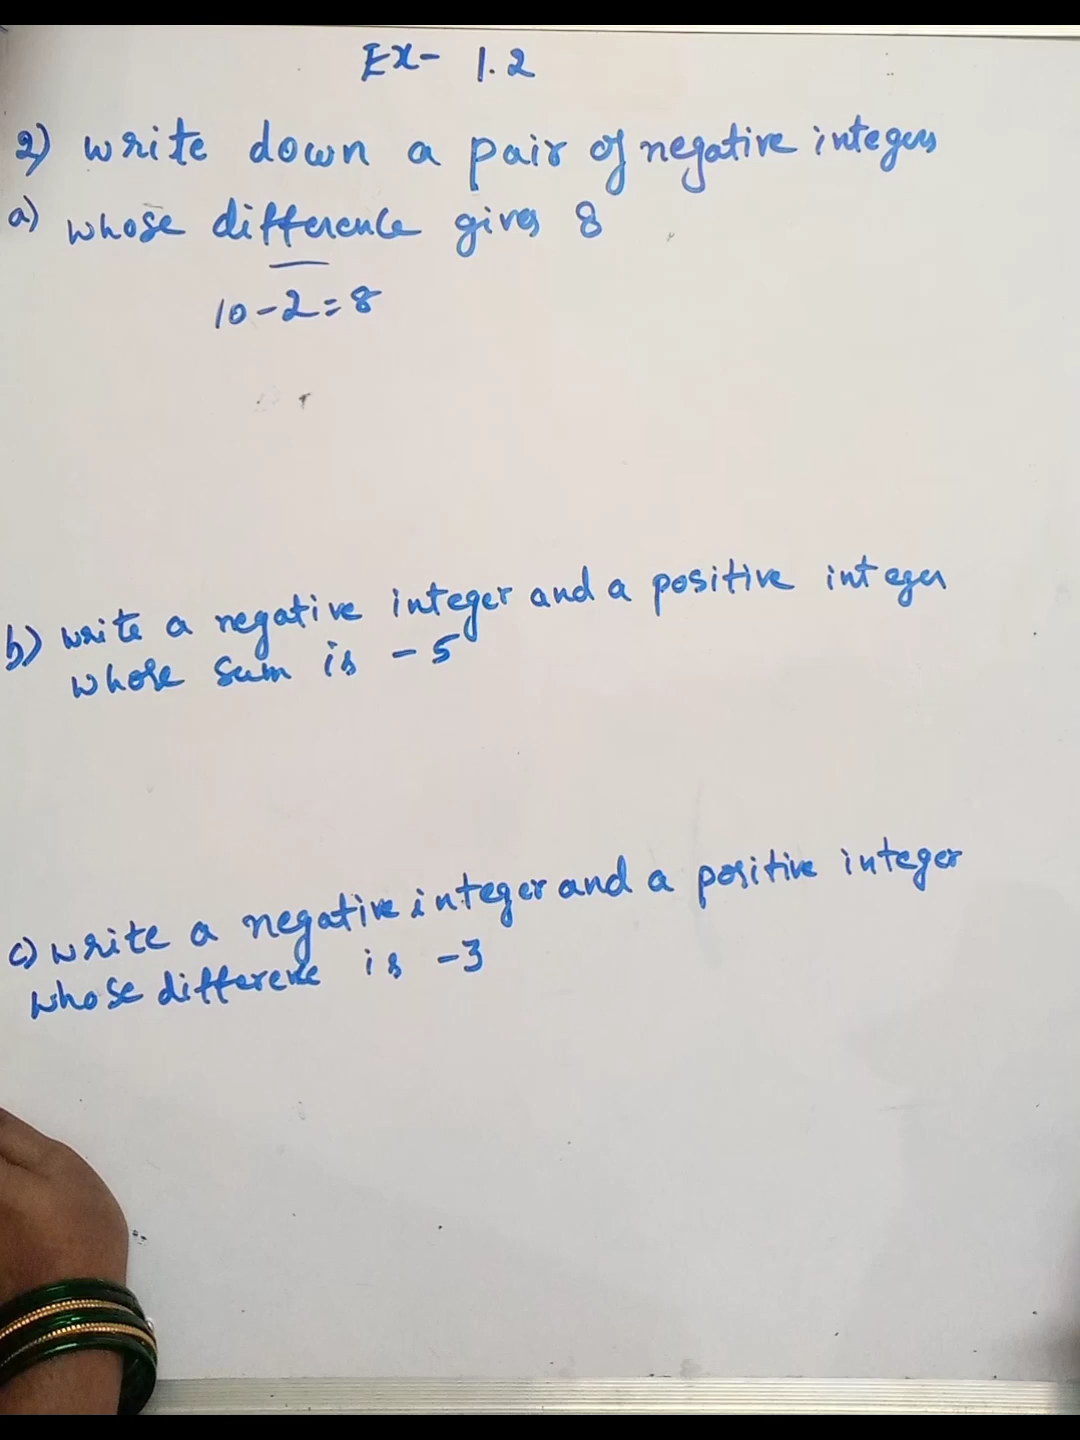 Ex- 1.2
2) write down a pair of negative integers
a) whose difference gives 8
10-2=8
b) write a negative integer and a positive integer
whose sum is -5
c) write a negative integer and a positive integer
whose difference is -3